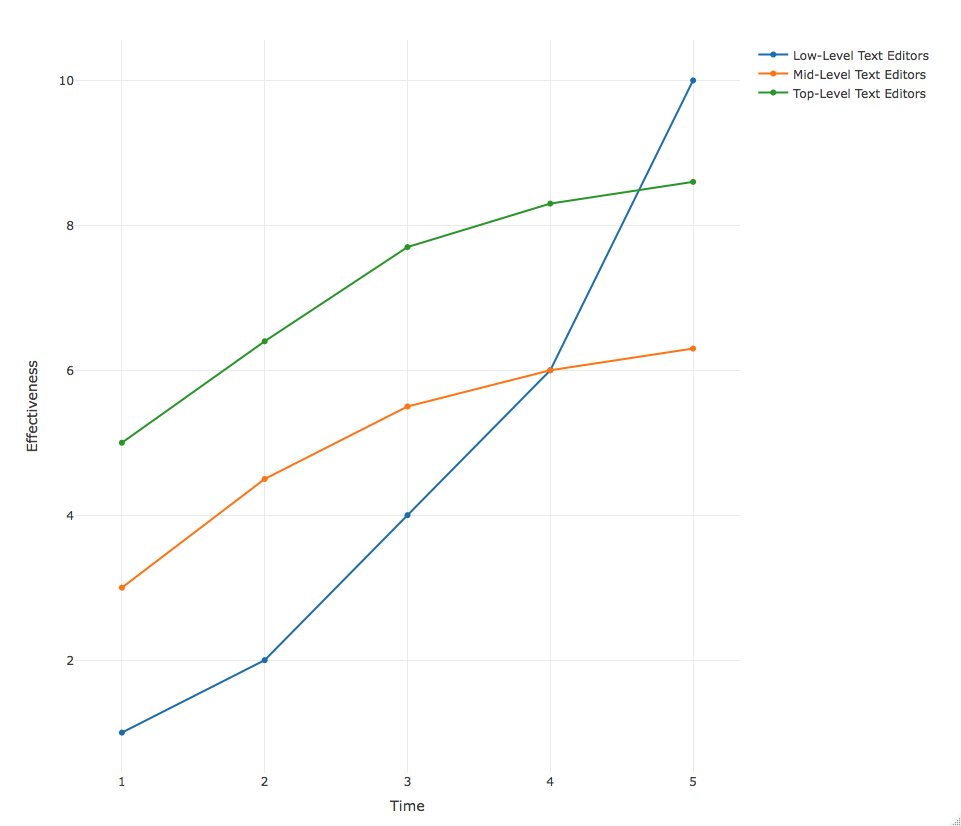 Low-Level Text Editors
Mid-Level Text Editors
Top-Level Text Editors
10
8
6
4
2
Effectiveness
1 2 3 4 5
Time